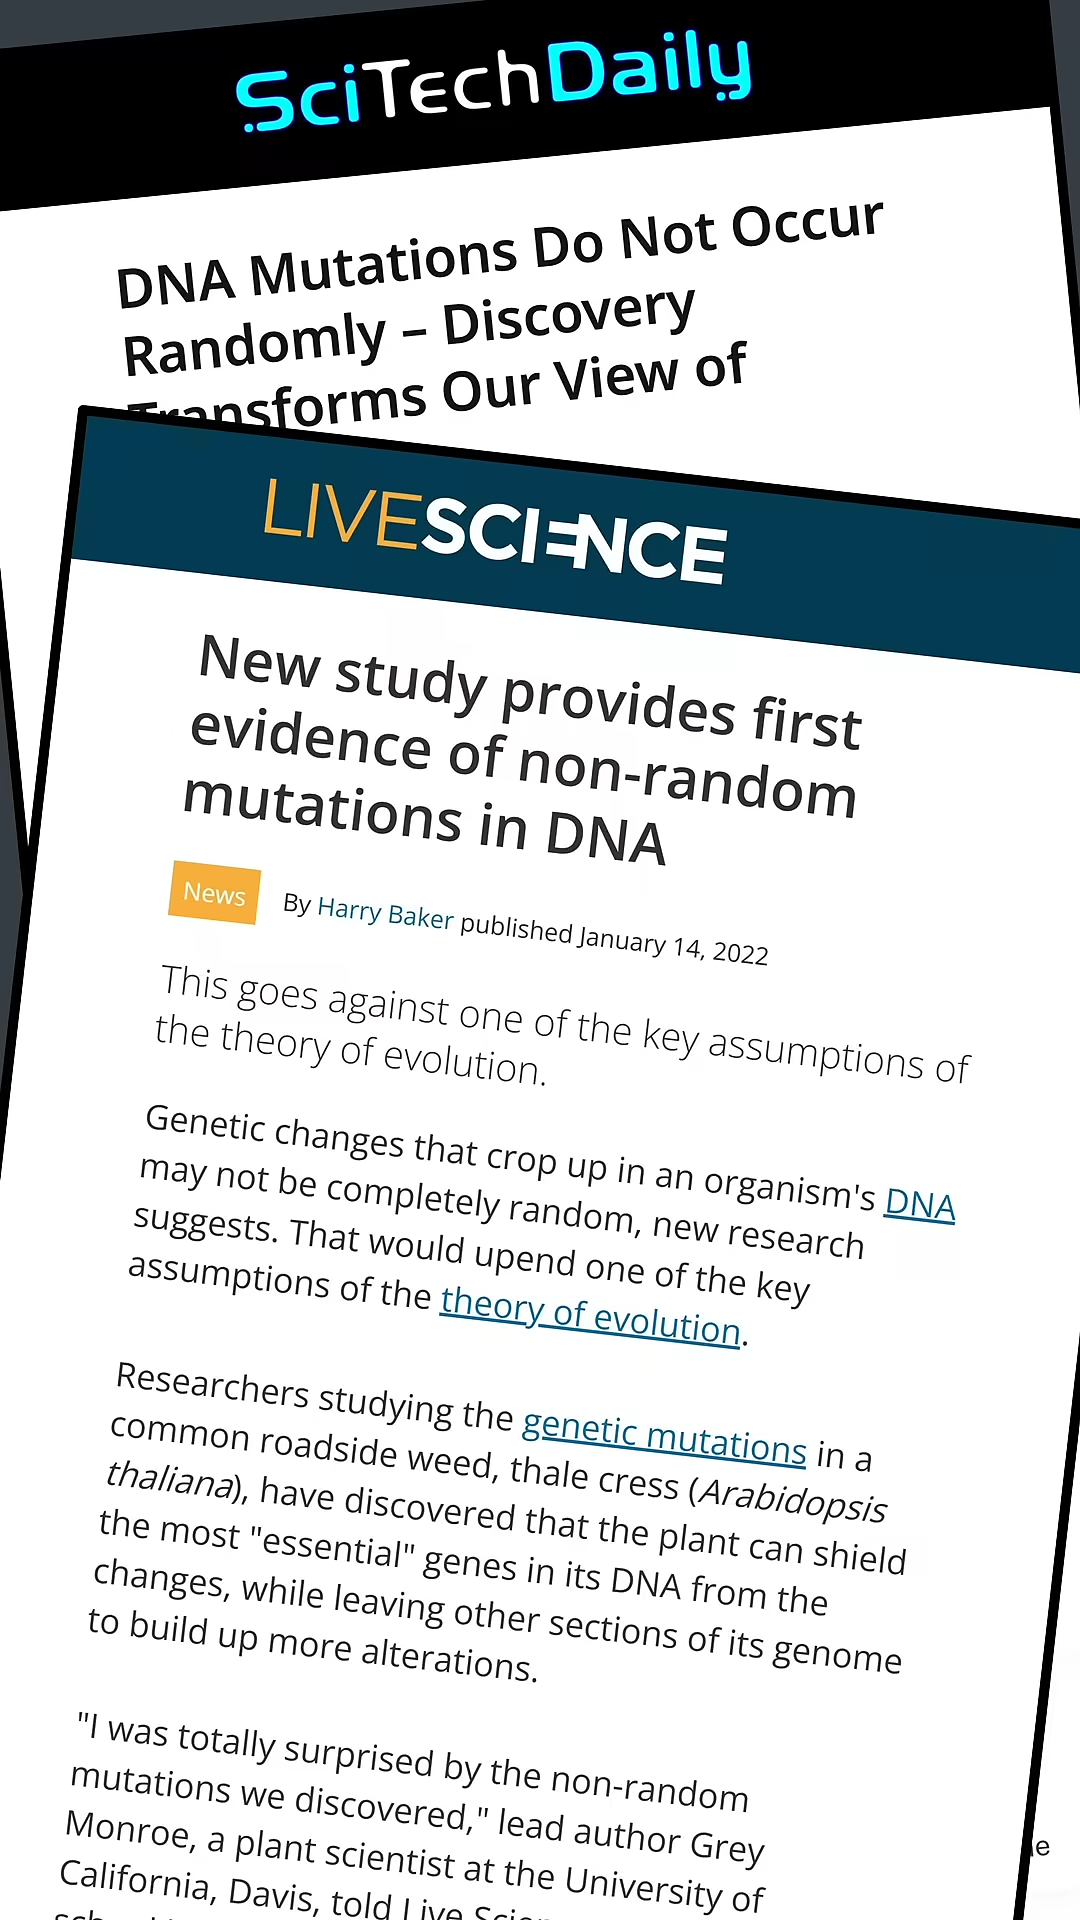 SciTechDaily
DNA Mutations Do Not Occur
Randomly – Discovery
Transforms Our View of
LIVESCIENCE
New study provides first
evidence of non-random
mutations in DNA
News By Harry Baker published January 14, 2022
This goes against one of the key assumptions of
the theory of evolution.
Genetic changes that crop up in an organism's DNA
may not be completely random, new research
suggests. That would upend one of the key
assumptions of the theory of evolution.
Researchers studying the genetic mutations in a
common roadside weed, thale cress (Arabidopsis
thaliana), have discovered that the plant can shield
the most "essential" genes in its DNA from the
changes, while leaving other sections of its genome
to build up more alterations.
"I was totally surprised by the non-random
mutations we discovered," lead author Grey
Monroe, a plant scientist at the University of
California, Davis, told Live